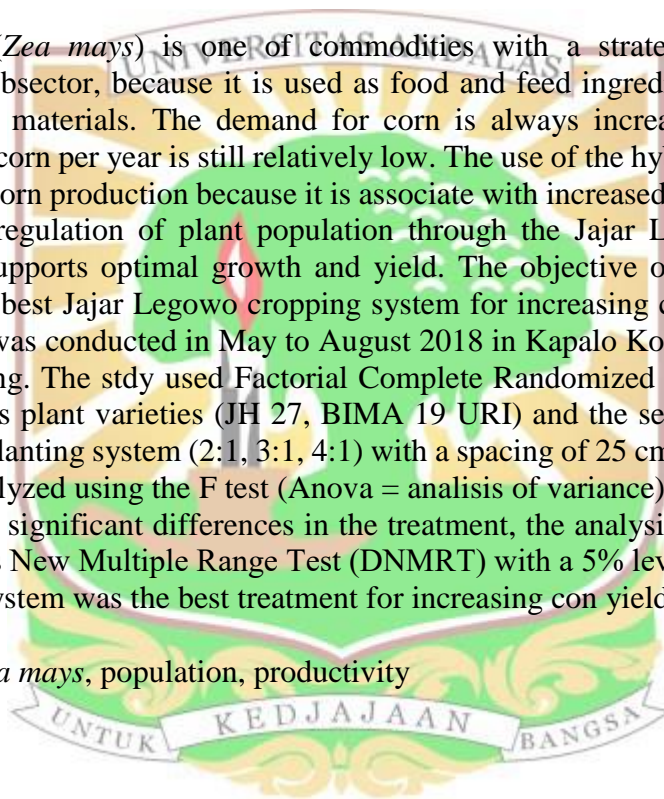 (Zea mays) is one of commodities with a strate
UNIVERSITAS ANDALAS
bsector, because it is used as food and feed ingred
materials. The demand for corn is always increa
corn per year is still relatively low. The use of the hy
orn production because it is associate with increased
regulation of plant population through the Jajar L
upports optimal growth and yield. The objective o
best Jajar Legowo cropping system for increasing c
was conducted in May to August 2018 in Kapalo Ko
ng. The stdy used Factorial Complete Randomized
s plant varieties (JH 27, BIMA 19 URI) and the se
lanting system (2:1, 3:1, 4:1) with a spacing of 25 cm
lyzed using the F test (Anova = analisis of variance)
significant differences in the treatment, the analysi
s New Multiple Range Test (DNMRT) with a 5% lev
ystem was the best treatment for increasing con yield
a mays, population, productivity
UNTUK KEDJAJAAN BANGSA